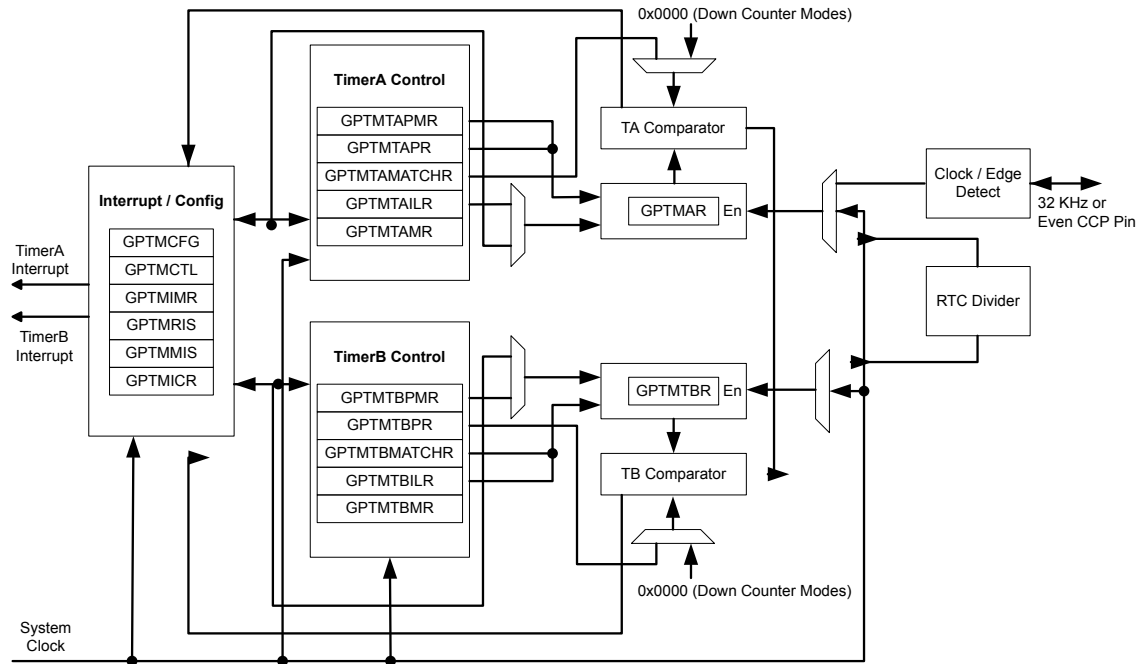 0x0000 (Down Counter Modes)
TimerA Control
GPTMTAPMR
GPTMTAPR
GPTMTAMATCHR
GPTMTAILR
GPTMTAMR
TA Comparator
GPTMAR
En
Clock / Edge
Detect
32 KHz or
Even CCP Pin
RTC Divider
Interrupt / Config
GPTMCFG
GPTMCTL
GPTMIMR
GPTMRIS
GPTMMIS
GPTMICR
TimerA
Interrupt
TimerB
Interrupt
TimerB Control
GPTMTBPMR
GPTMTBPR
GPTMTBMATCHR
GPTMTBILR
GPTMTBMR
GPTMTBR
En
TB Comparator
0x0000 (Down Counter Modes)
System
Clock